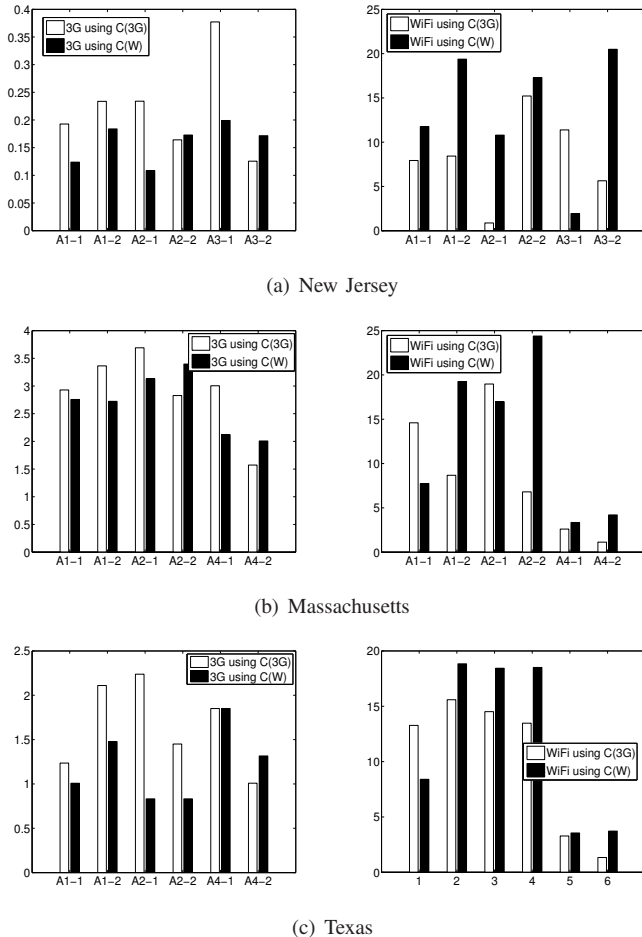 0.4
0.35
0.3
0.25
0.2
0.15
0.1
0.05
0
3G using C(3G)
3G using C(W)
A1−1 A1−2 A2−1 A2−2 A3−1 A3−2
25
20
15
10
5
0
WiFi using C(3G)
WiFi using C(W)
A1−1 A1−2 A2−1 A2−2 A3−1 A3−2
(a) New Jersey
4
3.5
3
2.5
2
1.5
1
0.5
0
3G using C(3G)
3G using C(W)
A1−1 A1−2 A2−1 A2−2 A4−1 A4−2
25
20
15
10
5
0
WiFi using C(3G)
WiFi using C(W)
A1−1 A1−2 A2−1 A2−2 A4−1 A4−2
(b) Massachusetts
2.5
2
1.5
1
0.5
0
3G using C(3G)
3G using C(W)
A1−1 A1−2 A2−1 A2−2 A4−1 A4−2
20
15
10
5
0
WiFi using C(3G)
WiFi using C(W)
1 2 3 4 5 6
(c) Texas